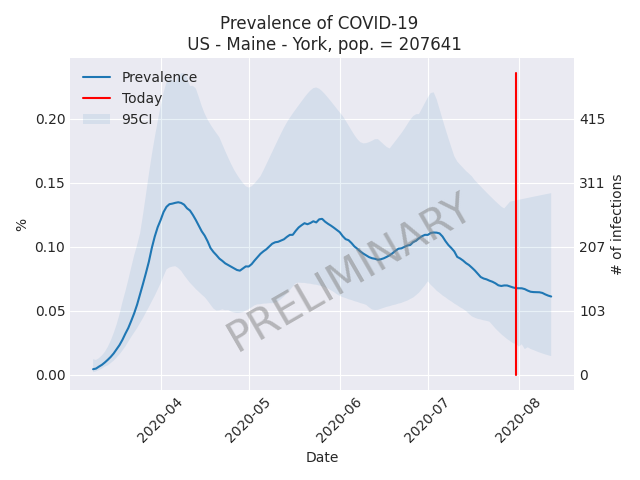 Prevalence of COVID-19
US - Maine - York, pop. = 207641
Prevalence
Today
95CI
0.20
0.15
0.10
0.05
0.00
%
415
311
207
103
0
# of infections
PRELIMINARY
2020-04
2020-05
2020-06
2020-07
2020-08
Date